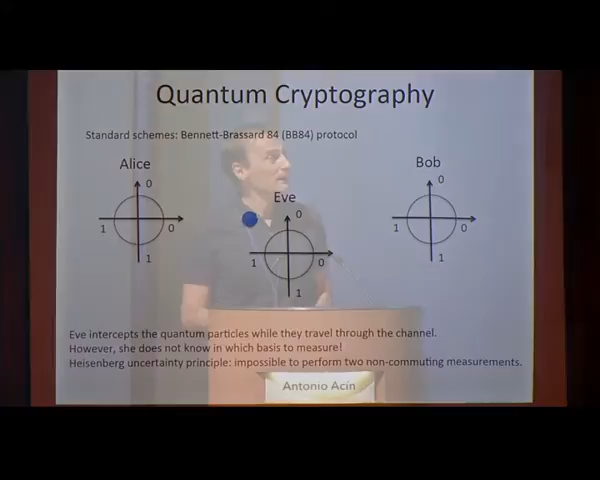 Quantum Cryptography
Standard schemes: Bennett-Brassard 84 (BB84) protocol
Alice
0
1
0
1
Eve
0
1
0
1
Bob
0
1
0
1
Eve intercepts the quantum particles while they travel through the channel.
However, she does not know in which basis to measure!
Heisenberg uncertainty principle: impossible to perform two non-commuting measurements.
Antonio Acín